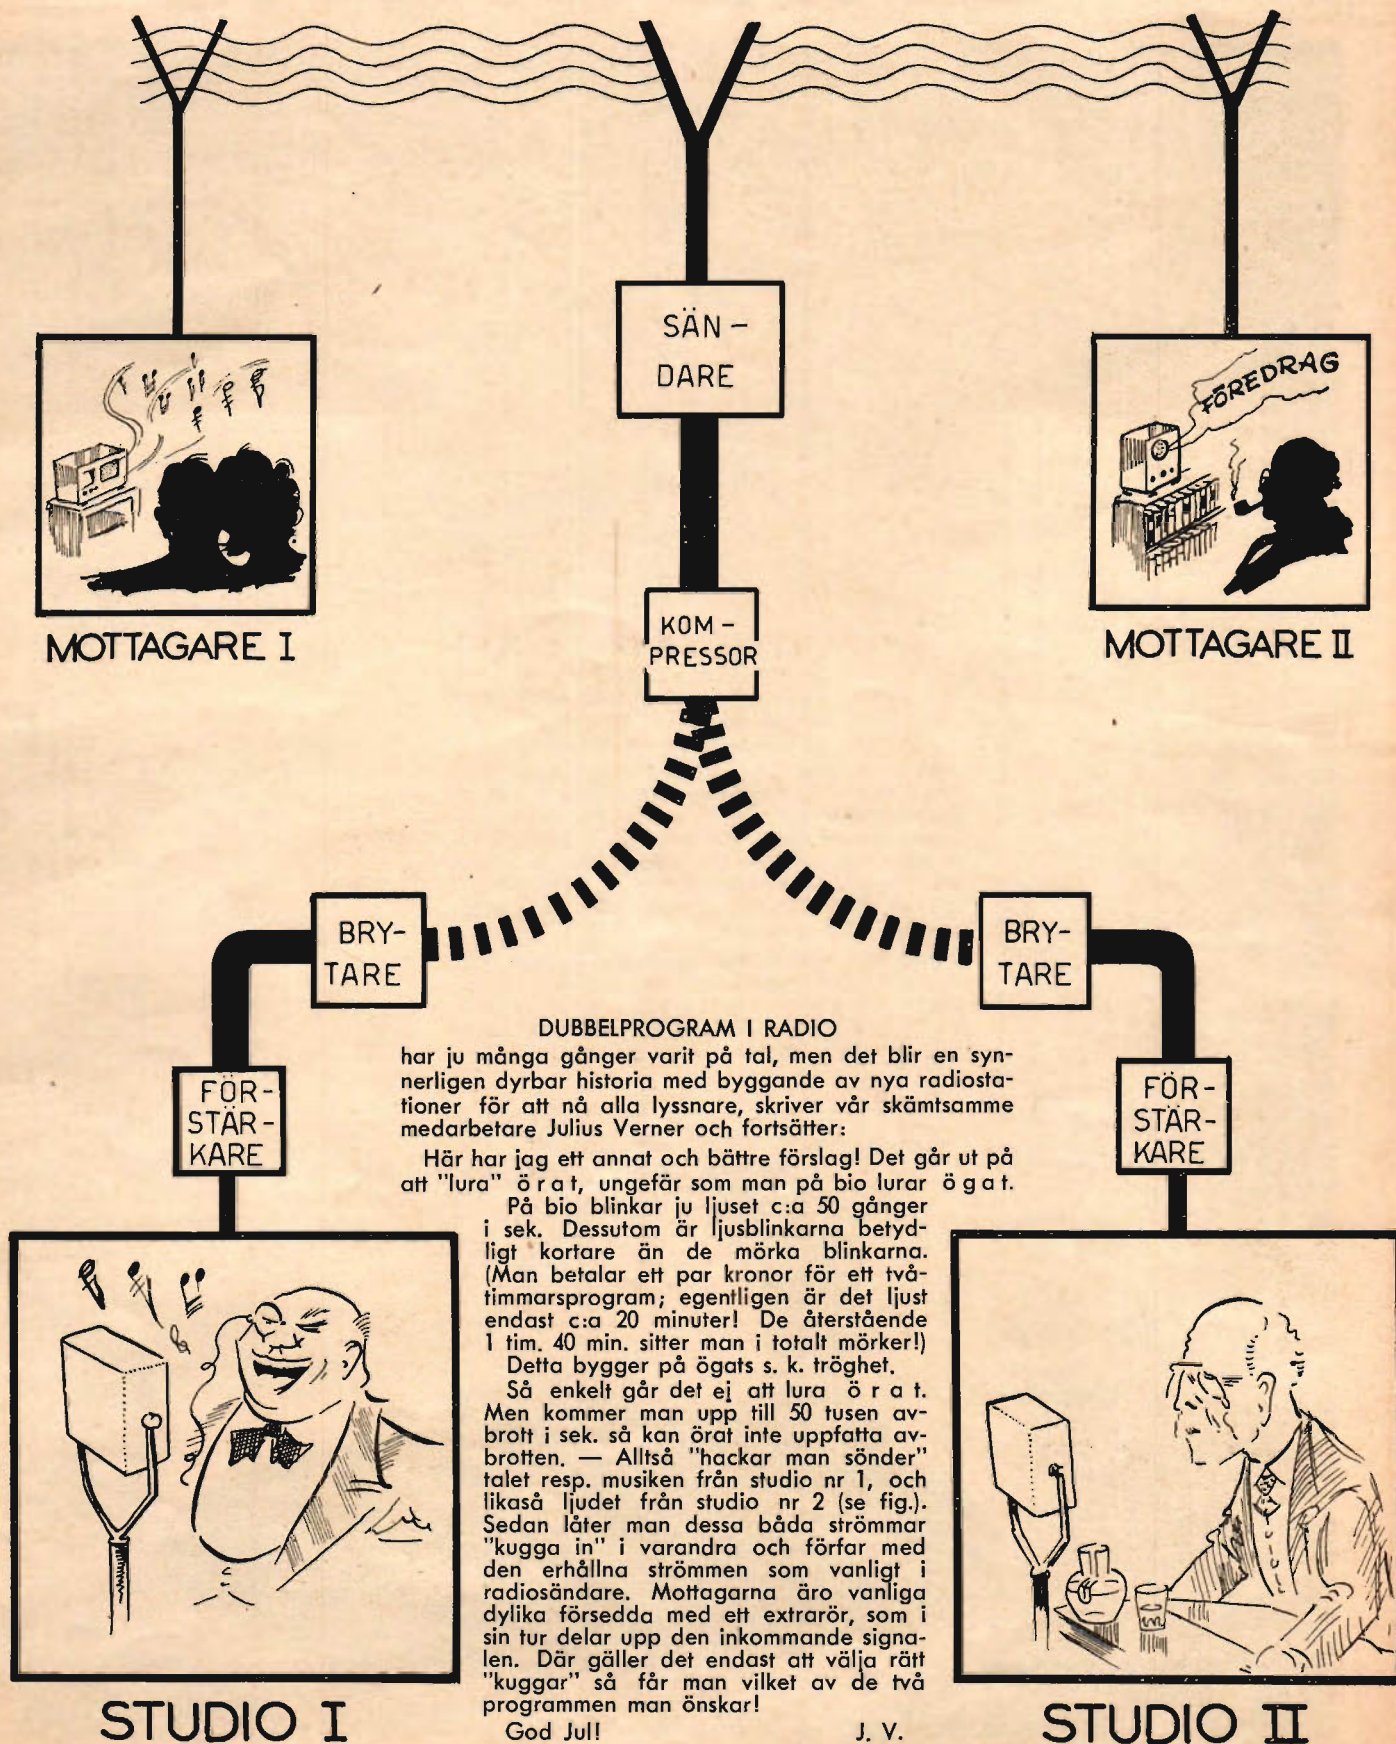 SÄN-
DARE
FÖREDRAG
MOTTAGARE I
KOM-
PRESSOR
MOTTAGARE II
BRY-
TARE
BRY-
TARE
FÖR-
STÄR-
KARE
FÖR-
STÄR-
KARE
DUBBELPROGRAM I RADIO
har ju många gånger varit på tal, men det blir en syn-
nerligen dyrbar historia med byggande av nya radiosta-
tioner för att nå alla lyssnare, skriver vår skämtsamme
medarbetare Julius Verner och fortsätter:
Här har jag ett annat och bättre förslag! Det går ut på
att "lura" örat, ungefär som man på bio lurar ögat.
På bio blinkar ju ljuset c:a 50 gånger
i sek. Dessutom är ljusblinkarna betyd-
ligt kortare än de mörka blinkarna.
(Man betalar ett par kronor för ett två-
timmarsprogram; egentligen är det ljust
endast c:a 20 minuter! De återstående
1 tim. 40 min. sitter man i totalt mörker!)
Detta bygger på ögats s. k. tröghet.
Så enkelt går det ej att lura örat.
Men kommer man upp till 50 tusen av-
brott i sek. så kan örat inte uppfatta av-
brotten. — Alltså "hackar man sönder"
talet resp. musiken från studio nr 1, och
likaså ljudet från studio nr 2 (se fig.).
Sedan låter man dessa båda strömmar
"kugga in" i varandra och förfar med
den erhållna strömmen som vanligt i
radiosändare. Mottagarna äro vanliga
dylika försedda med ett extrarör, som i
sin tur delar upp den inkommande signa-
len. Där gäller det endast att välja rätt
"kuggar" så får man vilket av de två
programmen man önskar!
God Jul! J. V.
STUDIO I
STUDIO II